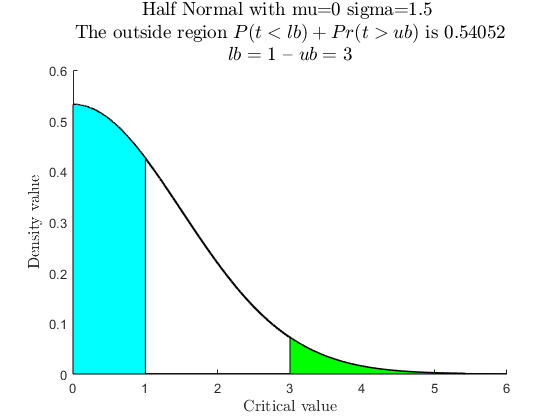 Half Normal with mu=0 sigma=1.5
The outside region P(t < lb) + Pr(t > ub) is 0.54052
lb = 1 – ub = 3
0.6
0.5
0.4
0.3
0.2
0.1
0
Density value
0 1 2 3 4 5 6
Critical value